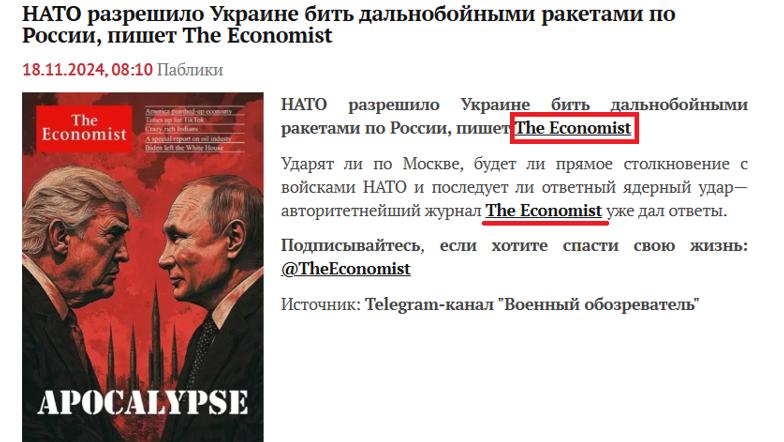 НАТО разрешило Украине бить дальнобойными ракетами по
России, пишет The Economist
18.11.2024, 08:10 Паблики
The
Economist
America pumped-up economy
Times up for TikTok
Crazy rich Indians
A special report on oil industry
Biden left the White House
APOCALYPSE
НАТО разрешило Украине бить дальнобойными
ракетами по России, пишет The Economist
Ударят ли по Москве, будет ли прямое столкновение с
войсками НАТО и последует ли ответный ядерный удар—
авторитетнейший журнал The Economist уже дал ответы.
Подписывайтесь, если хотите спасти свою жизнь:
@TheEconomist
Источник: Telegram-канал "Военный обозреватель"